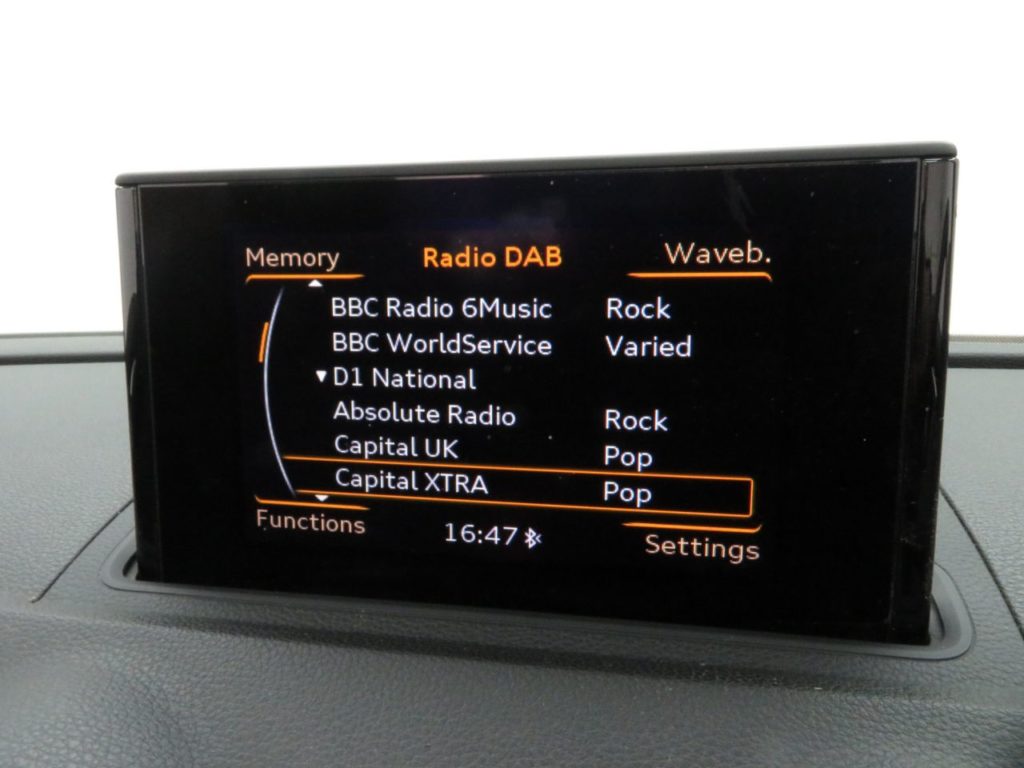 Memory Radio DAB Waveb.
BBC Radio 6Music Rock
BBC WorldService Varied
▼ D1 National
Absolute Radio Rock
Capital UK Pop
Capital XTRA Pop
Functions 16:47 Settings